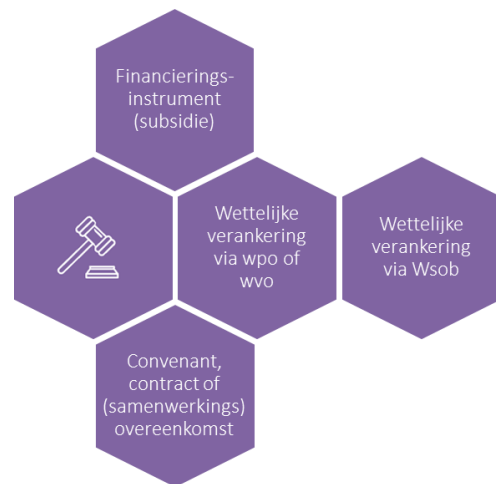 Financierings-
instrument
(subsidie)
Wettelijke
verankering
via wpo of
wvo
Wettelijke
verankering
via Wsob
Convenant,
contract of
(samenwerkings)
overeenkomst